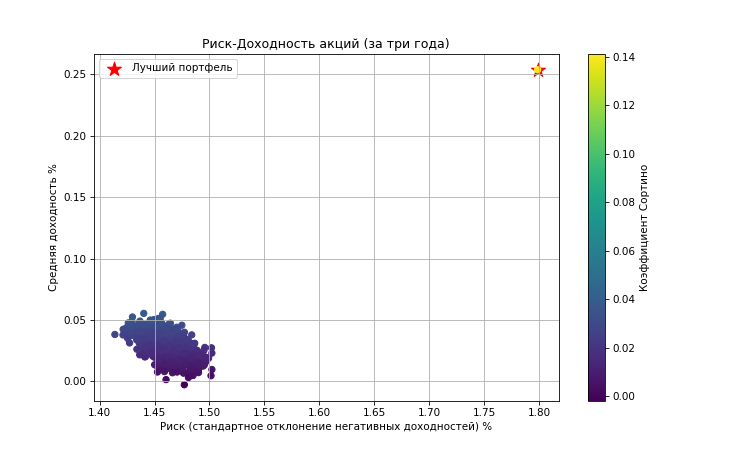 Риск-Доходность акций (за три года)
Лучший портфель
Средняя доходность %
0.25
0.20
0.15
0.10
0.05
0.00
1.40 1.45 1.50 1.55 1.60 1.65 1.70 1.75 1.80
Риск (стандартное отклонение негативных доходностей) %
0.14
0.12
0.10
0.08
0.06
0.04
0.02
0.00
Коэффициент Сортино